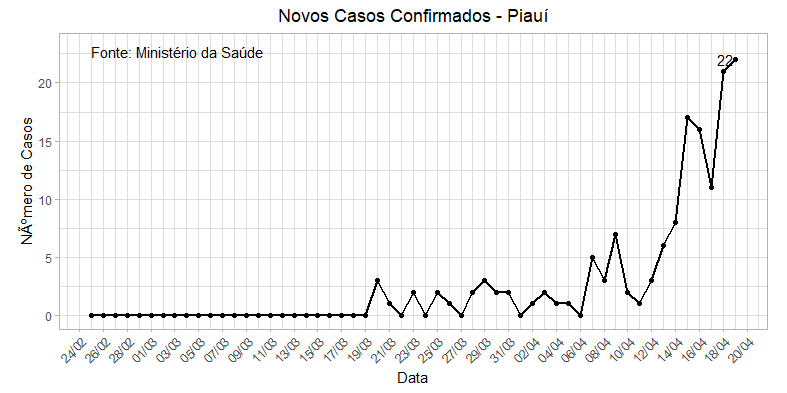 Novos Casos Confirmados - Piauí
Fonte: Ministério da Saúde
22
NÃºmero de Casos
20
15
10
5
0
24/02 26/02 28/02 01/03 03/03 05/03 07/03 09/03 11/03 13/03 15/03 17/03 19/03 21/03 23/03 25/03 27/03 29/03 31/03 02/04 04/04 06/04 08/04 10/04 12/04 14/04 16/04 18/04 20/04
Data